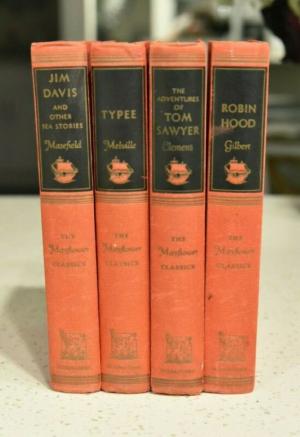 JIM
DAVIS
AND
OTHER
SEA STORIES
Masefield
THE
Mayflower
CLASSICS
TYPEE
Melville
THE
Mayflower
CLASSICS
THE
ADVENTURES
OF
TOM
SAWYER
Clemens
THE
Mayflower
CLASSICS
ROBIN
HOOD
Gilbert
THE
Mayflower
CLASSICS